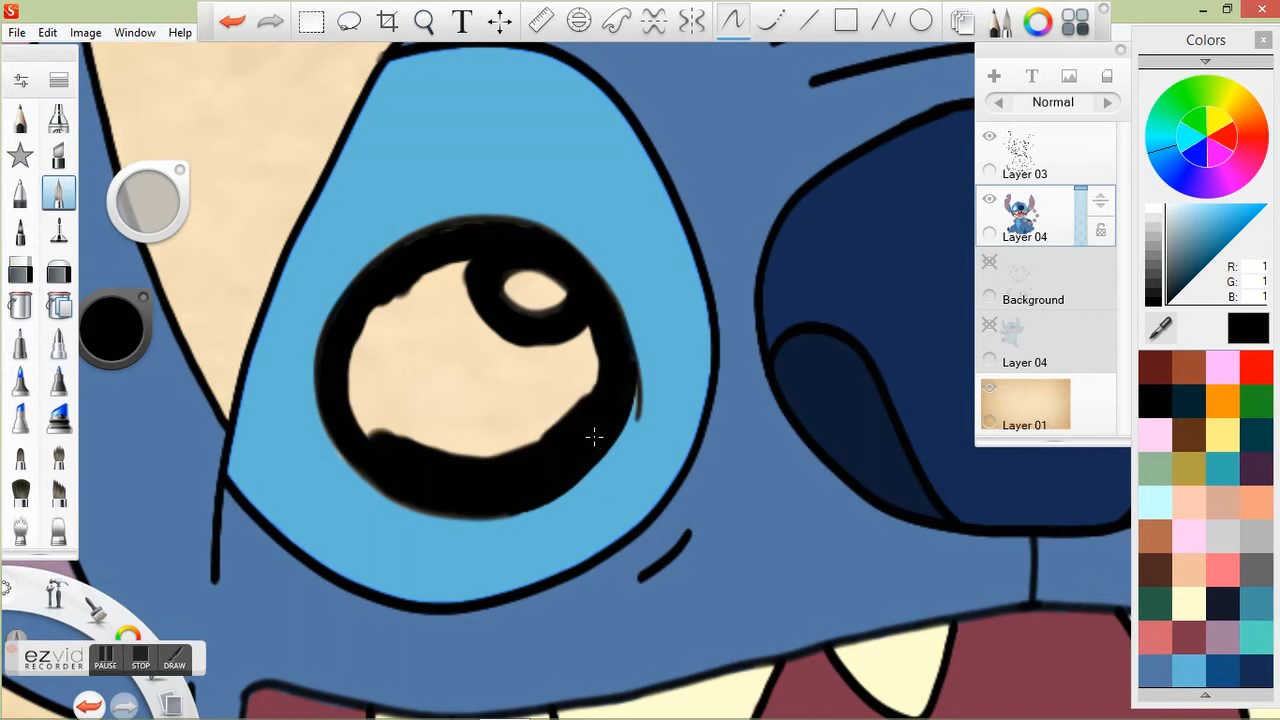 File Edit Image Window Help
T
Colors
T
Normal
Layer 03
Layer 04
Background
Layer 04
Layer 01
R: 1
G: 1
B: 1
ezvid
RECORDER
PAUSE STOP DRAW